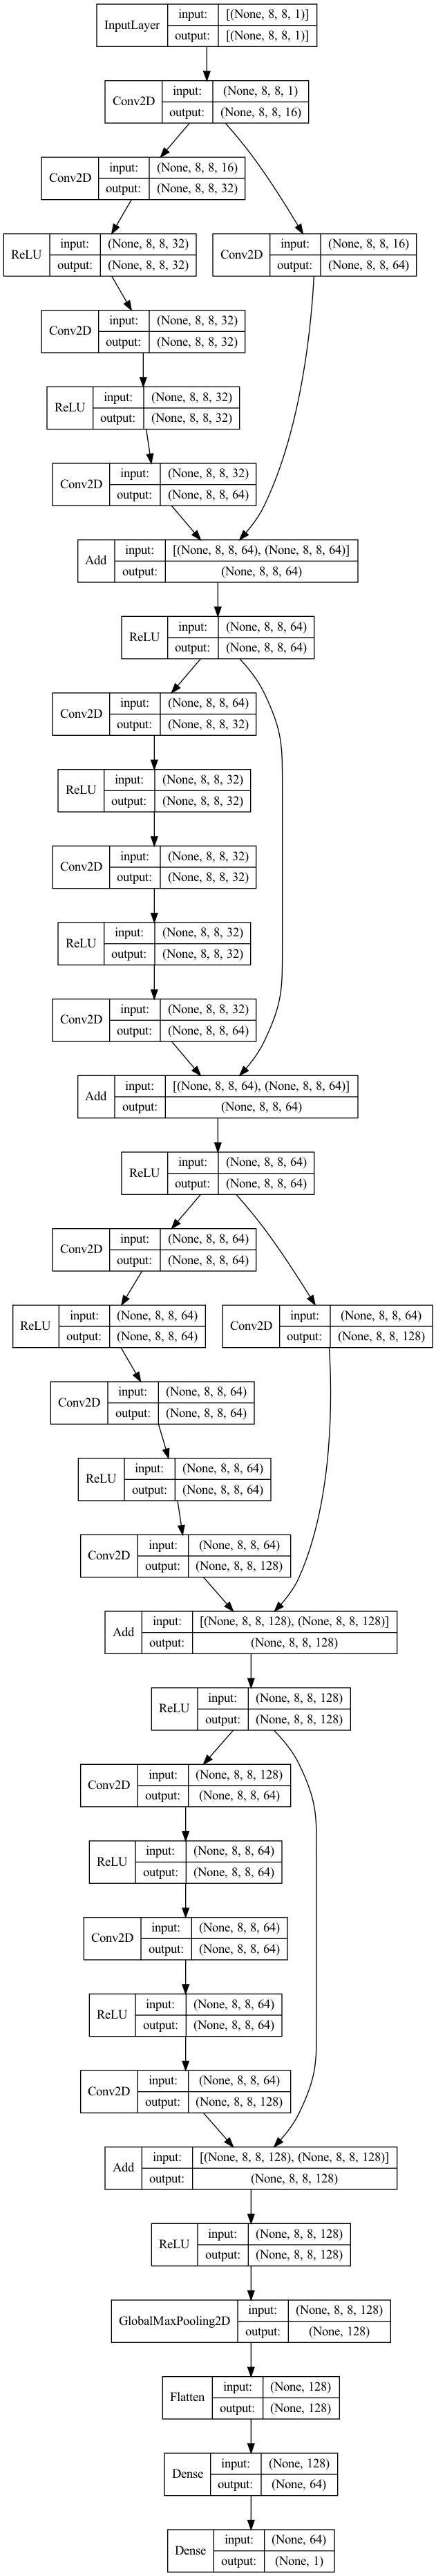 InputLayer
input: [(None, 8, 8, 1)]
output: [(None, 8, 8, 1)]
Conv2D
input: (None, 8, 8, 1)
output: (None, 8, 8, 16)
Conv2D
input: (None, 8, 8, 16)
output: (None, 8, 8, 32)
ReLU
input: (None, 8, 8, 32)
output: (None, 8, 8, 32)
Conv2D
input: (None, 8, 8, 16)
output: (None, 8, 8, 64)
Conv2D
input: (None, 8, 8, 32)
output: (None, 8, 8, 32)
ReLU
input: (None, 8, 8, 32)
output: (None, 8, 8, 32)
Conv2D
input: (None, 8, 8, 32)
output: (None, 8, 8, 64)
Add
input: [(None, 8, 8, 64), (None, 8, 8, 64)]
output: (None, 8, 8, 64)
ReLU
input: (None, 8, 8, 64)
output: (None, 8, 8, 64)
Conv2D
input: (None, 8, 8, 64)
output: (None, 8, 8, 32)
ReLU
input: (None, 8, 8, 32)
output: (None, 8, 8, 32)
Conv2D
input: (None, 8, 8, 32)
output: (None, 8, 8, 32)
ReLU
input: (None, 8, 8, 32)
output: (None, 8, 8, 32)
Conv2D
input: (None, 8, 8, 32)
output: (None, 8, 8, 64)
Add
input: [(None, 8, 8, 64), (None, 8, 8, 64)]
output: (None, 8, 8, 64)
ReLU
input: (None, 8, 8, 64)
output: (None, 8, 8, 64)
Conv2D
input: (None, 8, 8, 64)
output: (None, 8, 8, 64)
ReLU
input: (None, 8, 8, 64)
output: (None, 8, 8, 64)
Conv2D
input: (None, 8, 8, 64)
output: (None, 8, 8, 128)
Conv2D
input: (None, 8, 8, 64)
output: (None, 8, 8, 64)
ReLU
input: (None, 8, 8, 64)
output: (None, 8, 8, 64)
Conv2D
input: (None, 8, 8, 64)
output: (None, 8, 8, 128)
Add
input: [(None, 8, 8, 128), (None, 8, 8, 128)]
output: (None, 8, 8, 128)
ReLU
input: (None, 8, 8, 128)
output: (None, 8, 8, 128)
Conv2D
input: (None, 8, 8, 128)
output: (None, 8, 8, 64)
ReLU
input: (None, 8, 8, 64)
output: (None, 8, 8, 64)
Conv2D
input: (None, 8, 8, 64)
output: (None, 8, 8, 64)
ReLU
input: (None, 8, 8, 64)
output: (None, 8, 8, 64)
Conv2D
input: (None, 8, 8, 64)
output: (None, 8, 8, 128)
Add
input: [(None, 8, 8, 128), (None, 8, 8, 128)]
output: (None, 8, 8, 128)
ReLU
input: (None, 8, 8, 128)
output: (None, 8, 8, 128)
GlobalMaxPooling2D
input: (None, 8, 8, 128)
output: (None, 128)
Flatten
input: (None, 128)
output: (None, 128)
Dense
input: (None, 128)
output: (None, 64)
Dense
input: (None, 64)
output: (None, 1)